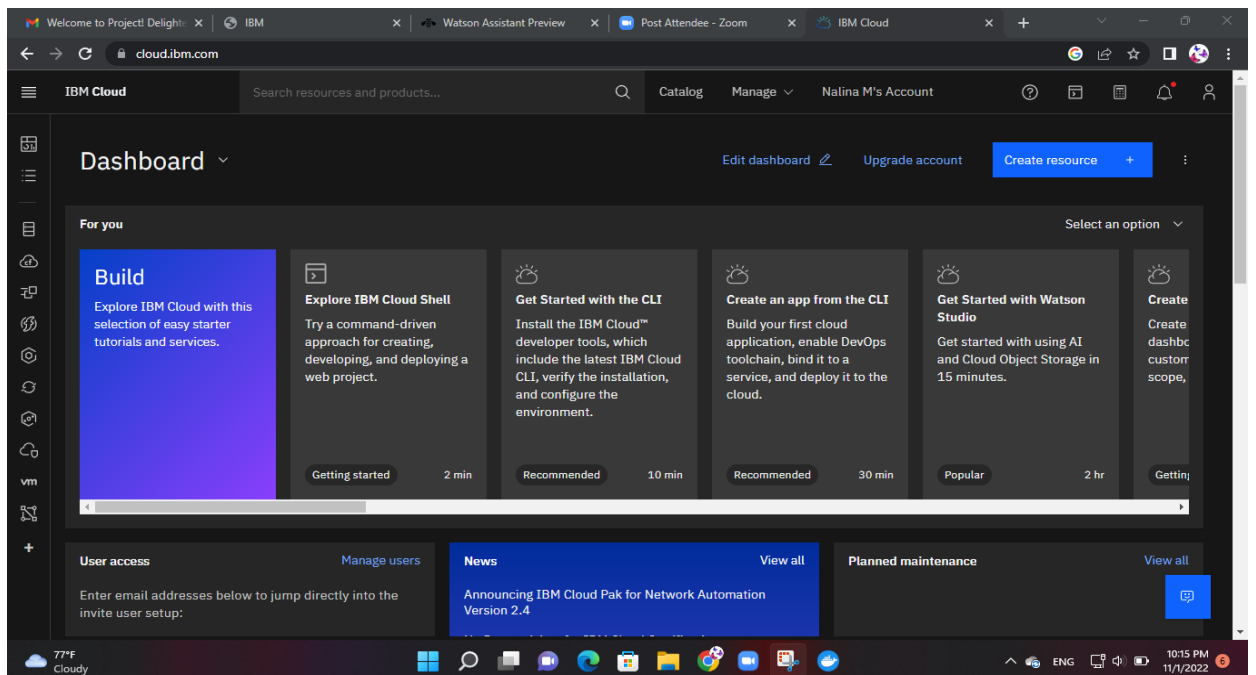 Welcome to Project! Delighte
IBM
Watson Assistant Preview
Post Attendee - Zoom
IBM Cloud
cloud.ibm.com
IBM Cloud
Search resources and products...
Catalog
Manage
Nalina M's Account
Dashboard
Edit dashboard
Upgrade account
Create resource +
For you
Select an option
Build
Explore IBM Cloud with this
selection of easy starter
tutorials and services.
Explore IBM Cloud Shell
Try a command-driven
approach for creating,
developing, and deploying a
web project.
Getting started
2 min
Get Started with the CLI
Install the IBM Cloud™
developer tools, which
include the latest IBM Cloud
CLI, verify the installation,
and configure the
environment.
Recommended
10 min
Create an app from the CLI
Build your first cloud
application, enable DevOps
toolchain, bind it to a
service, and deploy it to the
cloud.
Recommended
30 min
Get Started with Watson
Studio
Get started with using AI
and Cloud Object Storage in
15 minutes.
Popular
2 hr
Create
Create
dashbo
custom
scope,
Getting
vm
User access
Manage users
Enter email addresses below to jump directly into the
invite user setup:
News
View all
Announcing IBM Cloud Pak for Network Automation
Version 2.4
Planned maintenance
View all
77°F
Cloudy
ENG
10:15 PM
11/1/2022
6